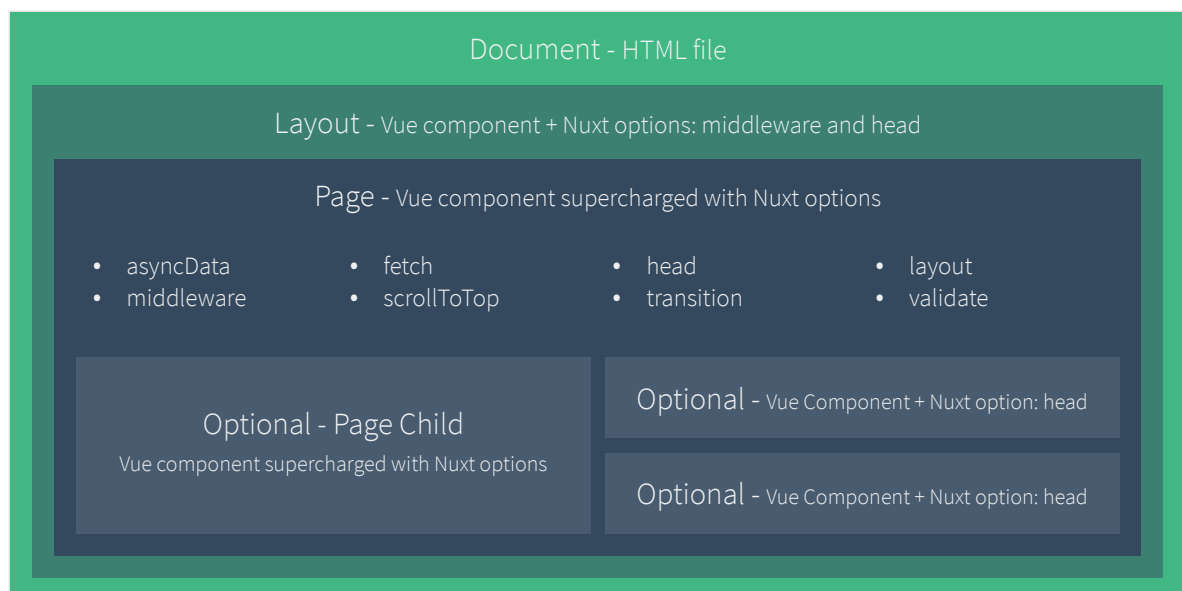 Document - HTML file
Layout - Vue component + Nuxt options: middleware and head
Page - Vue component supercharged with Nuxt options
• asyncData • fetch • head • layout
• middleware • scrollToTop • transition • validate
Optional - Page Child
Vue component supercharged with Nuxt options
Optional - Vue Component + Nuxt option: head
Optional - Vue Component + Nuxt option: head